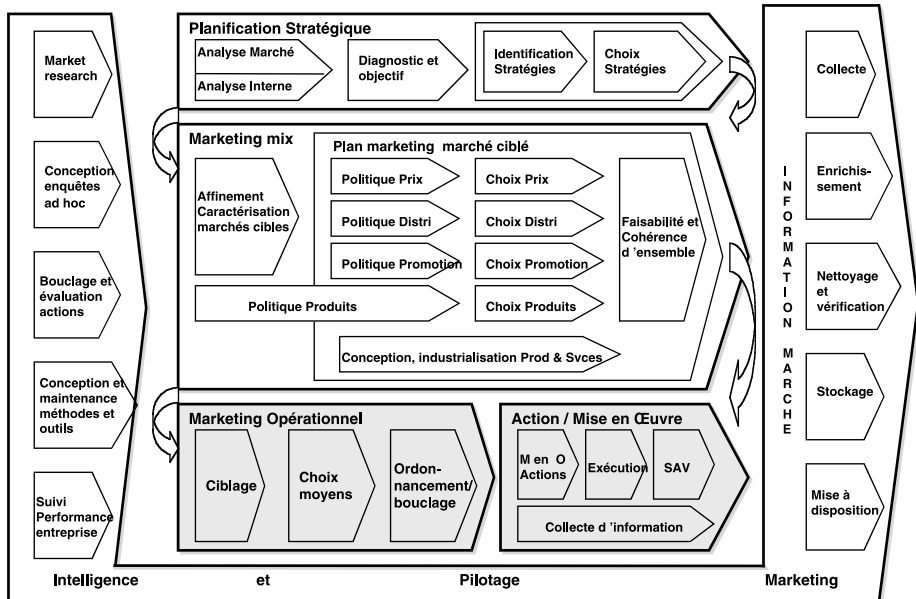 Market
research
Conception
enquêtes
ad hoc
Bouclage et
évaluation
actions
Conception et
maintenance
méthodes et
outils
Suivi
Performance
entreprise
Planification Stratégique
Analyse Marché
Analyse Interne
Diagnostic et
objectif
Identification
Stratégies
Choix
Stratégies
Marketing mix
Affinement
Caractérisation
marchés cibles
Plan marketing marché ciblé
Politique Prix
Choix Prix
Politique Distri
Choix Distri
Politique Promotion
Choix Promotion
Politique Produits
Choix Produits
Faisabilité et
Cohérence
d 'ensemble
Conception, industrialisation Prod & Svces
Marketing Opérationnel
Ciblage
Choix
moyens
Ordon-
nancement/
bouclage
Action / Mise en Œuvre
M en O
Actions
Exécution
SAV
Collecte d 'information
INFORMATION MARCHE
Collecte
Enrichis-
sement
Nettoyage
et
vérification
Stockage
Mise à
disposition
Intelligence et Pilotage Marketing